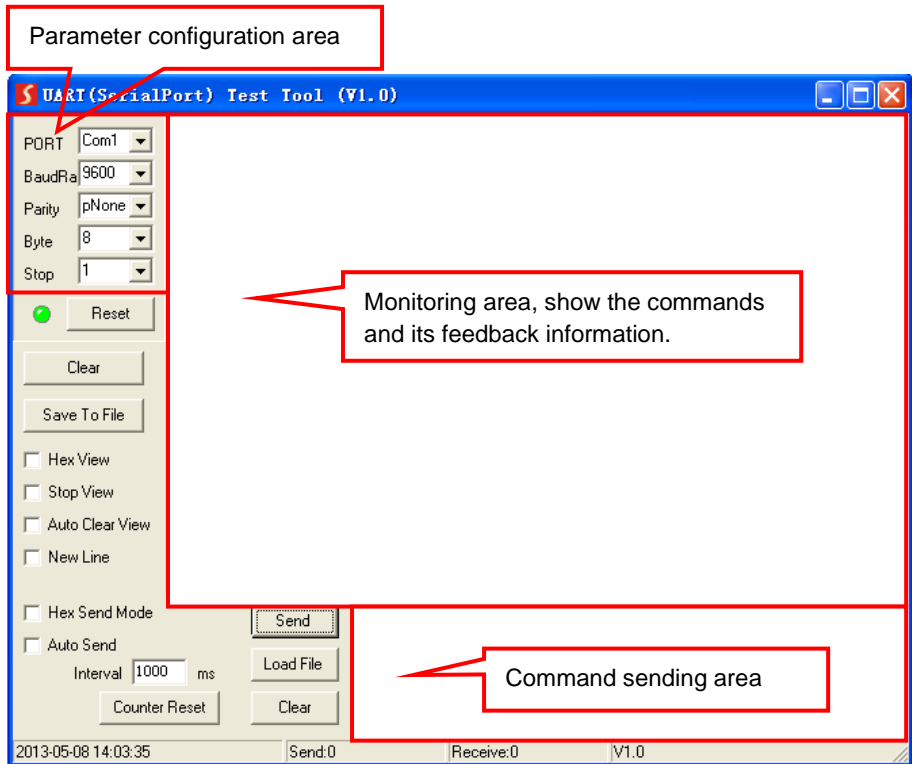 Parameter configuration area
UART(SerialPort) Test Tool (V1.0)
PORT Com1
BaudRa 9600
Parity pNone
Byte 8
Stop 1
Reset
Monitoring area, show the commands
and its feedback information.
Clear
Save To File
Hex View
Stop View
Auto Clear View
New Line
Hex Send Mode
Send
Auto Send
Interval 1000 ms
Load File
Command sending area
Counter Reset
Clear
2013-05-08 14:03:35 Send:0 Receive:0 V1.0